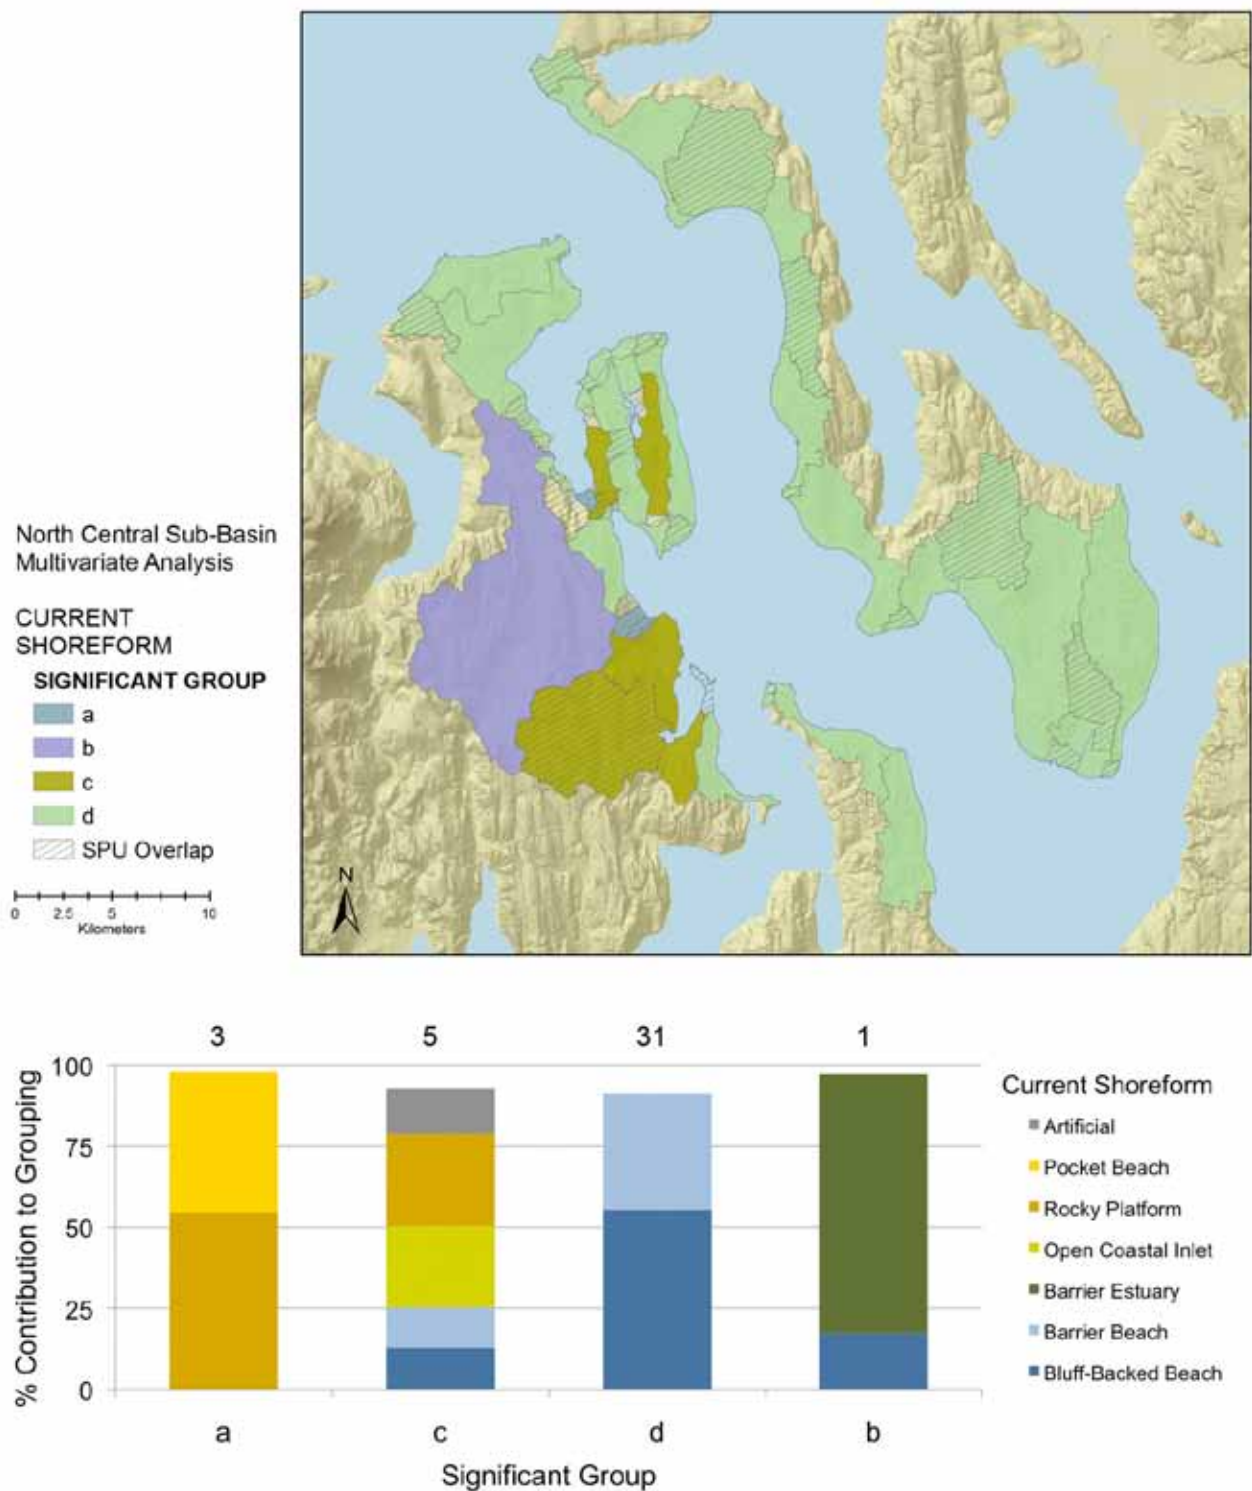 North Central Sub-Basin
Multivariate Analysis
CURRENT
SHOREFORM
SIGNIFICANT GROUP
a
b
c
d
SPU Overlap
0 2.5 5 10
Kilometers
N
3 5 31 1
% Contribution to Grouping
100
75
50
25
0
a c d b
Significant Group
Current Shoreform
Artificial
Pocket Beach
Rocky Platform
Open Coastal Inlet
Barrier Estuary
Barrier Beach
Bluff-Backed Beach